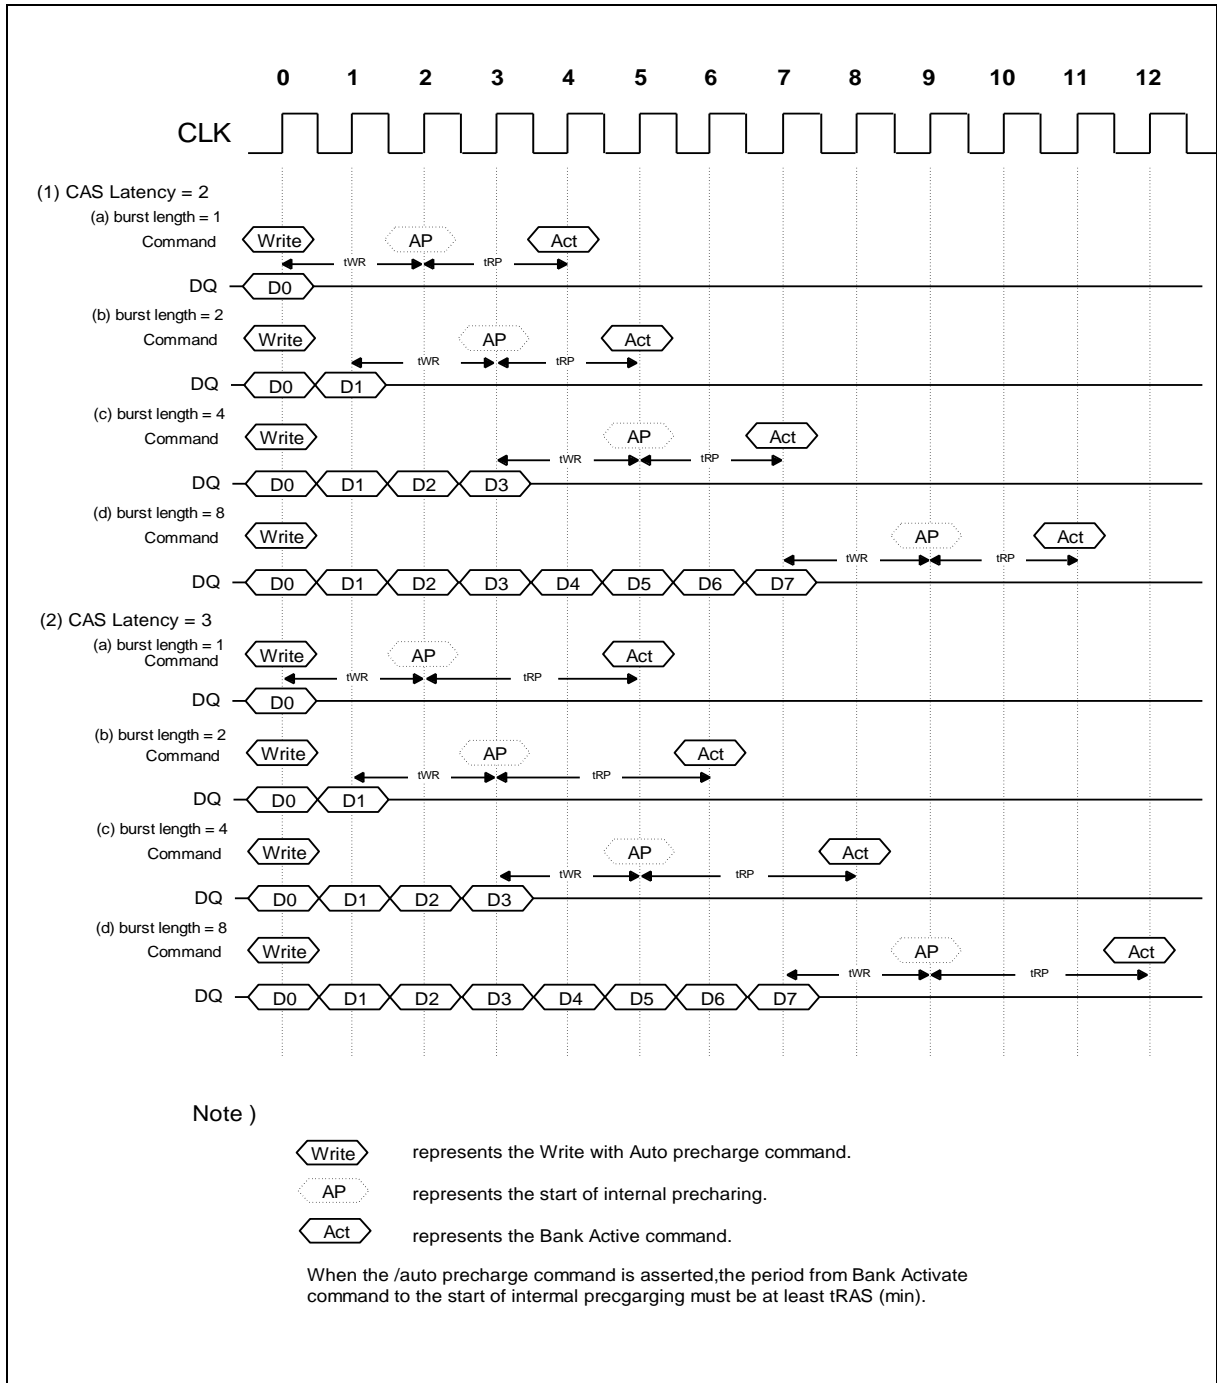 0 1 2 3 4 5 6 7 8 9 10 11 12
CLK
(1) CAS Latency = 2
(a) burst length = 1
Command Write AP Act
tWR tRP
DQ D0
(b) burst length = 2
Command Write AP Act
tWR tRP
DQ D0 D1
(c) burst length = 4
Command Write AP Act
tWR tRP
DQ D0 D1 D2 D3
(d) burst length = 8
Command Write AP Act
tWR tRP
DQ D0 D1 D2 D3 D4 D5 D6 D7
(2) CAS Latency = 3
(a) burst length = 1
Command Write AP Act
tWR tRP
DQ D0
(b) burst length = 2
Command Write AP Act
tWR tRP
DQ D0 D1
(c) burst length = 4
Command Write AP Act
tWR tRP
DQ D0 D1 D2 D3
(d) burst length = 8
Command Write AP Act
tWR tRP
DQ D0 D1 D2 D3 D4 D5 D6 D7
Note )
Write represents the Write with Auto precharge command.
AP represents the start of internal precharing.
Act represents the Bank Active command.
When the /auto precharge command is asserted,the period from Bank Activate
command to the start of internal precgarging must be at least tRAS (min).